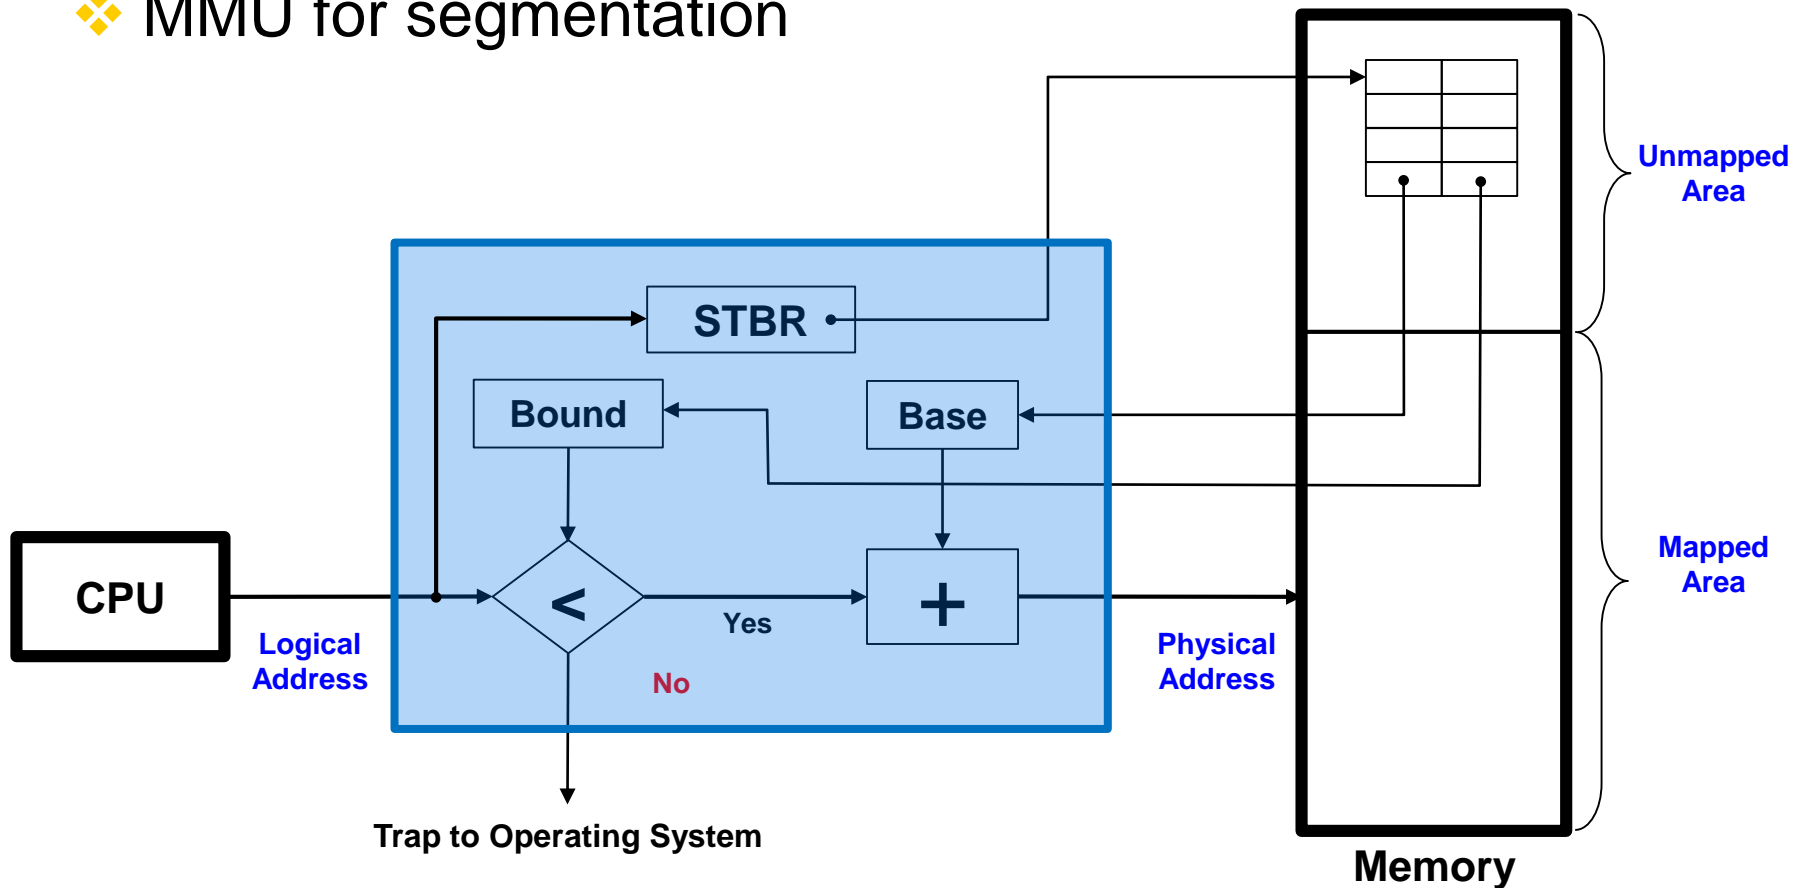 MMU for segmentation
Unmapped
Area
STBR
Bound
Base
CPU
<
+
Yes
Mapped
Area
Logical
Address
No
Physical
Address
Trap to Operating System
Memory